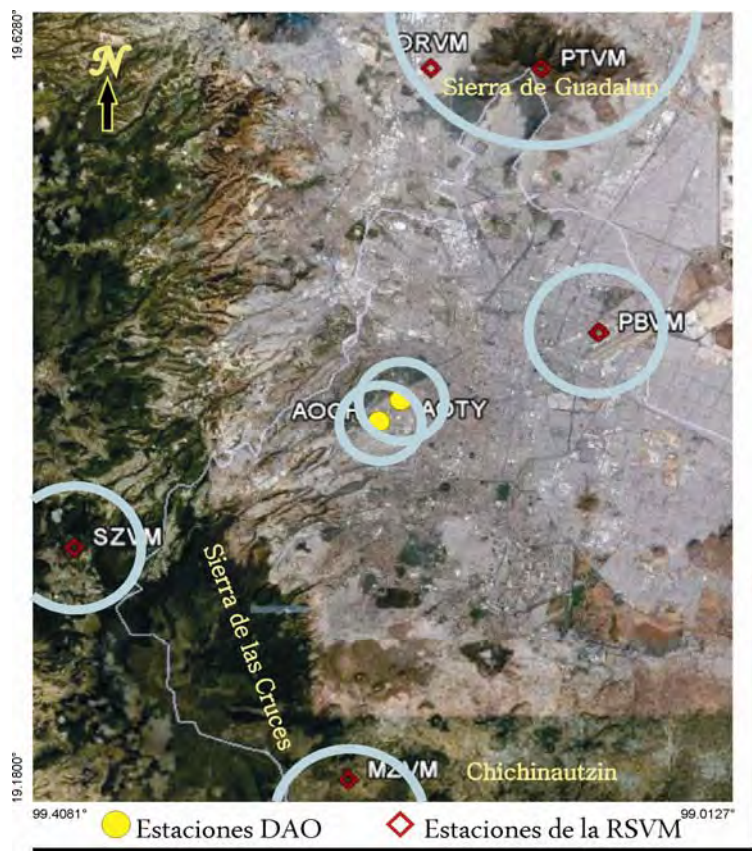 19.6280°
N
ORVM
PTVM
Sierra de Guadalup
PBVM
AOTY
SZVM
Sierra de las Cruces
MZVM
Chichinautzin
19.1800°
99.4081°
99.0127°
Estaciones DAO
Estaciones de la RSVM